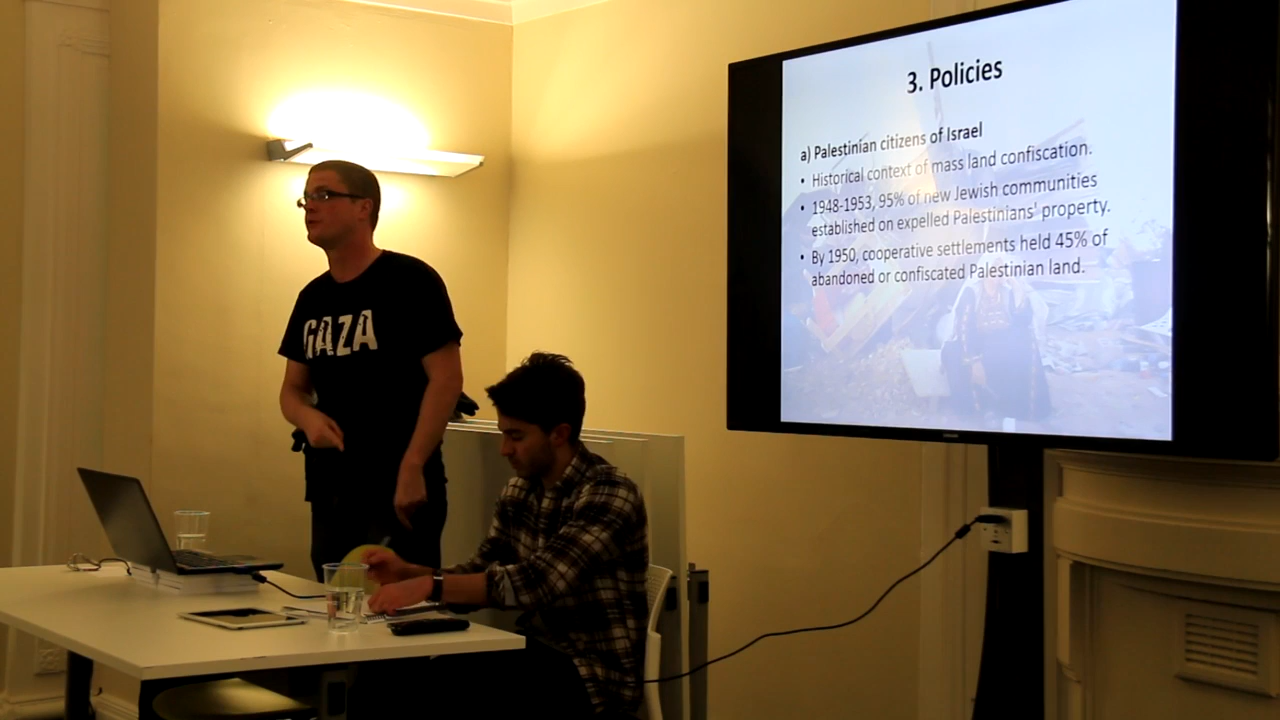 3. Policies
a) Palestinian citizens of Israel
• Historical context of mass land confiscation.
• 1948-1953, 95% of new Jewish communities
established on expelled Palestinians' property.
• By 1950, cooperative settlements held 45% of
abandoned or confiscated Palestinian land.
GAZA